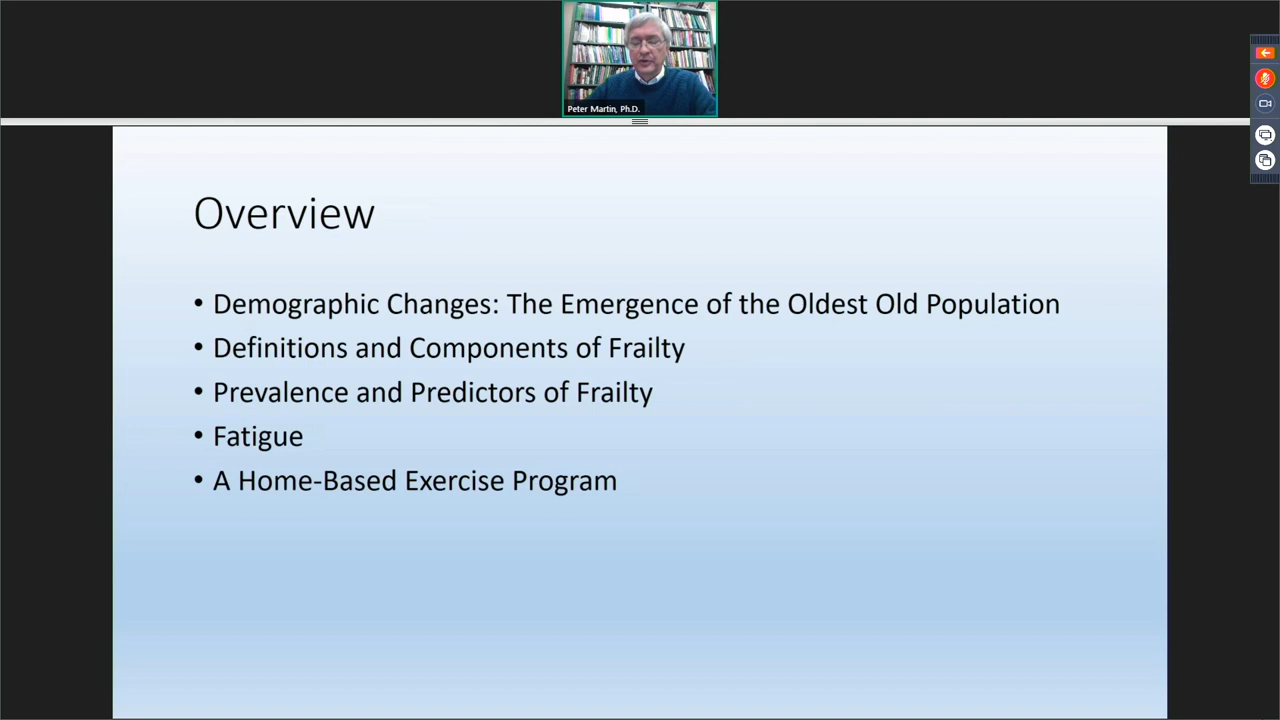 Peter Martin, Ph.D.
Overview
• Demographic Changes: The Emergence of the Oldest Old Population
• Definitions and Components of Frailty
• Prevalence and Predictors of Frailty
• Fatigue
• A Home-Based Exercise Program